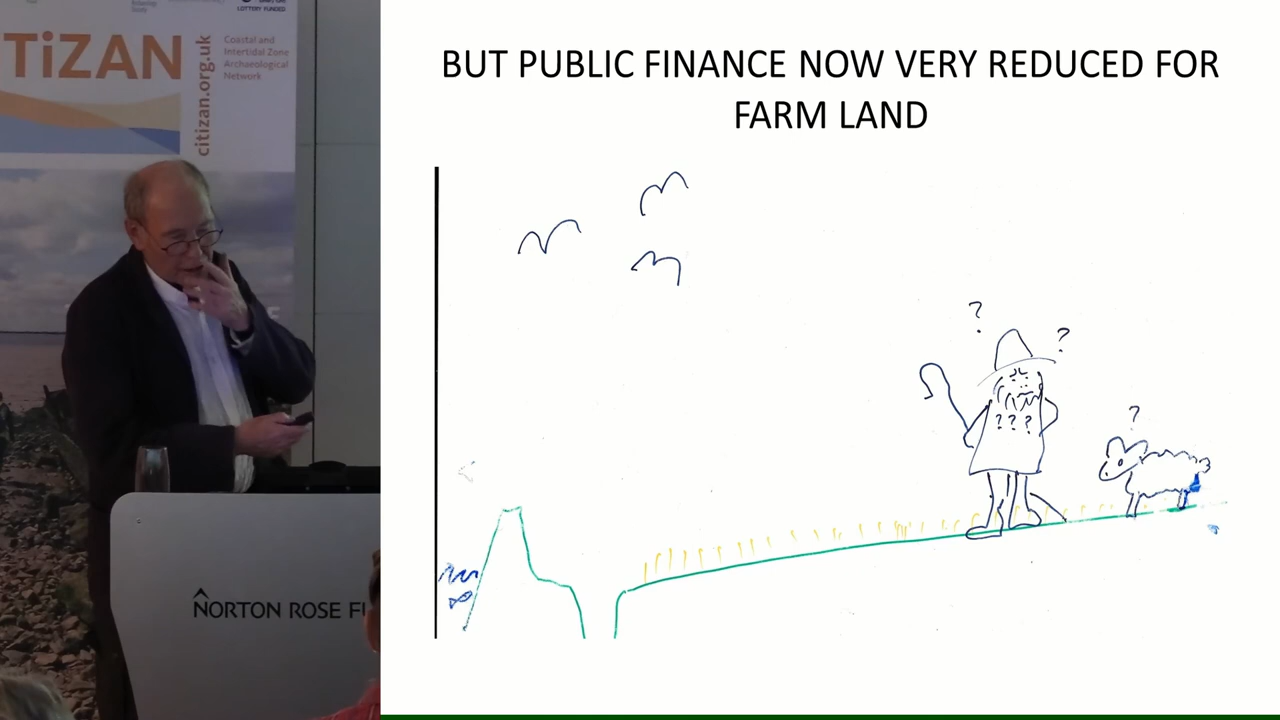 LOTTERY FUNDED
TiZAN
citizan.org.uk
Coastal and
Intertidal Zone
Archaeological
Network
BUT PUBLIC FINANCE NOW VERY REDUCED FOR
FARM LAND
?
?
? ? ?
?
NORTON ROSE F